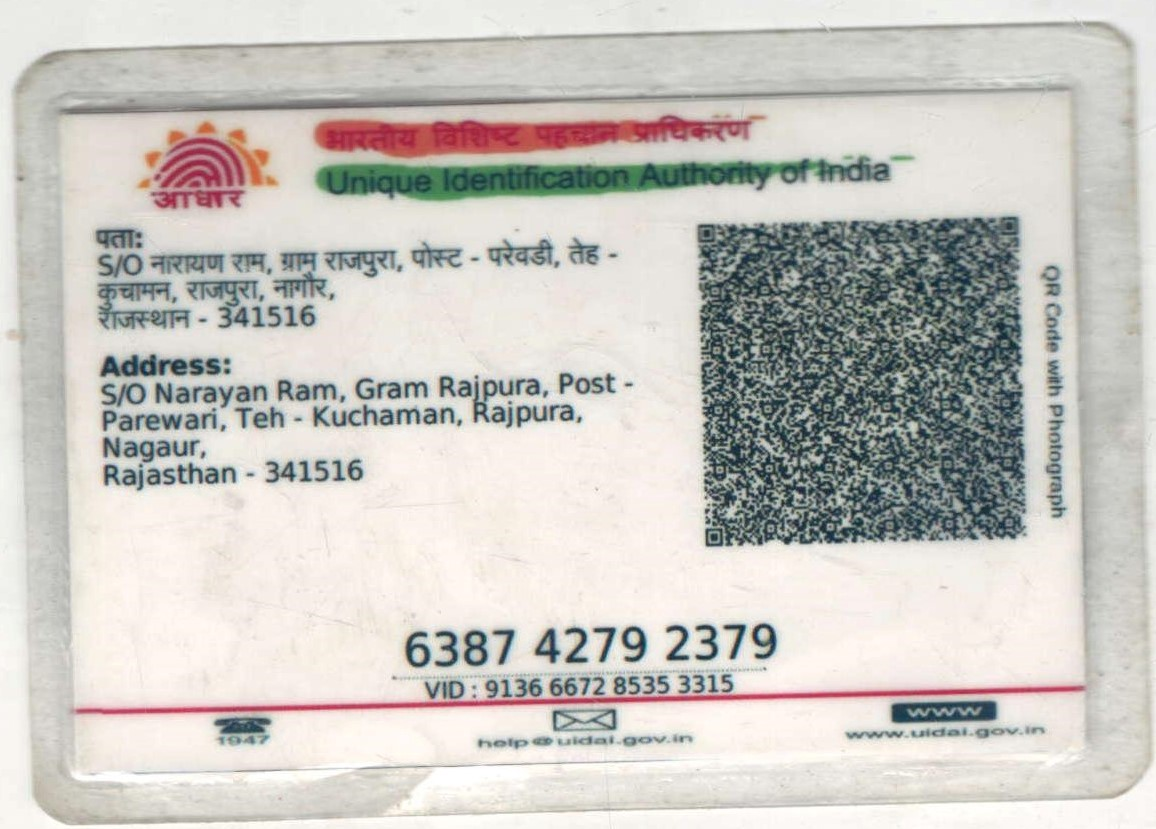 भारतीय विशिष्ट पहचान प्राधिकरण
Unique Identification Authority of India
आधार
पता:
S/O नारायण राम, ग्राम राजपुरा, पोस्ट - परेवडी, तेह -
कुचामन, राजपुरा, नागौर,
राजस्थान - 341516
Address:
S/O Narayan Ram, Gram Rajpura, Post -
Parewari, Teh - Kuchaman, Rajpura,
Nagaur,
Rajasthan - 341516
QR Code with Photograph
6387 4279 2379
VID : 9136 6672 8535 3315
1947
help@uidai.gov.in
www
www.uidai.gov.in